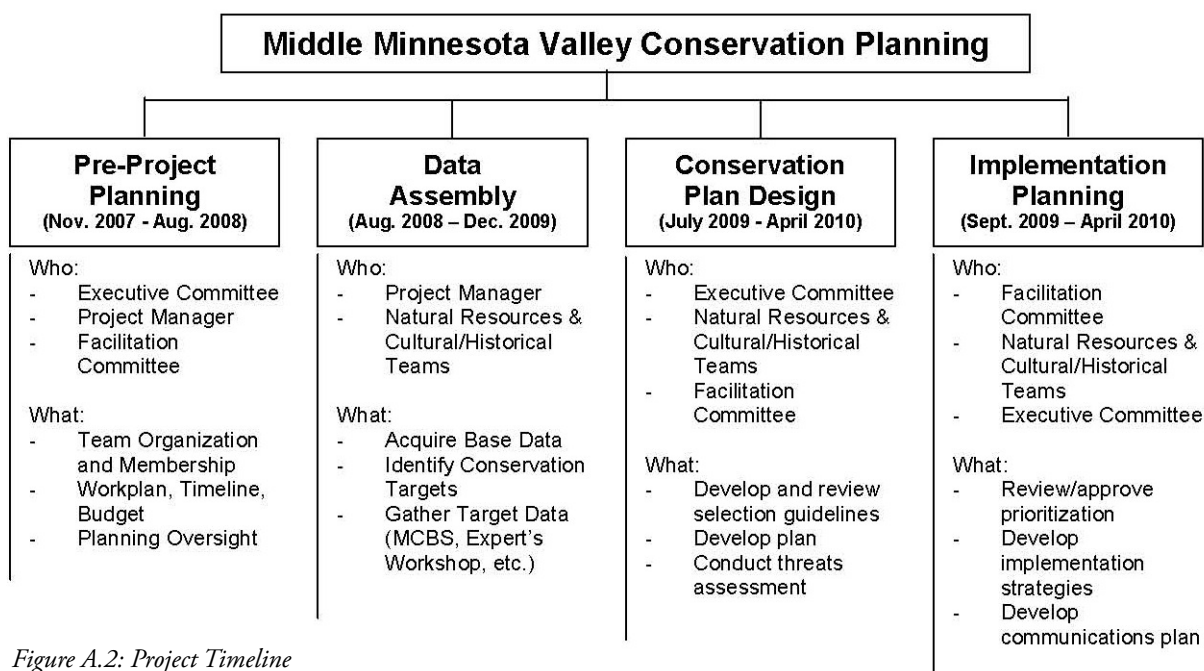 Middle Minnesota Valley Conservation Planning
Pre-Project
Planning
(Nov. 2007 - Aug. 2008)
Who:
- Executive Committee
- Project Manager
- Facilitation
Committee
What:
- Team Organization
and Membership
- Workplan, Timeline,
Budget
- Planning Oversight
Data
Assembly
(Aug. 2008 – Dec. 2009)
Who:
- Project Manager
- Natural Resources &
Cultural/Historical
Teams
What:
- Acquire Base Data
- Identify Conservation
Targets
- Gather Target Data
(MCBS, Expert's
Workshop, etc.)
Conservation
Plan Design
(July 2009 - April 2010)
Who:
- Executive Committee
- Natural Resources &
Cultural/Historical
Teams
- Facilitation
Committee
What:
- Develop and review
selection guidelines
- Develop plan
- Conduct threats
assessment
Implementation
Planning
(Sept. 2009 – April 2010)
Who:
- Facilitation
Committee
- Natural Resources &
Cultural/Historical
Teams
- Executive Committee
What:
- Review/approve
prioritization
- Develop
implementation
strategies
- Develop
communications plan
Figure A.2: Project Timeline